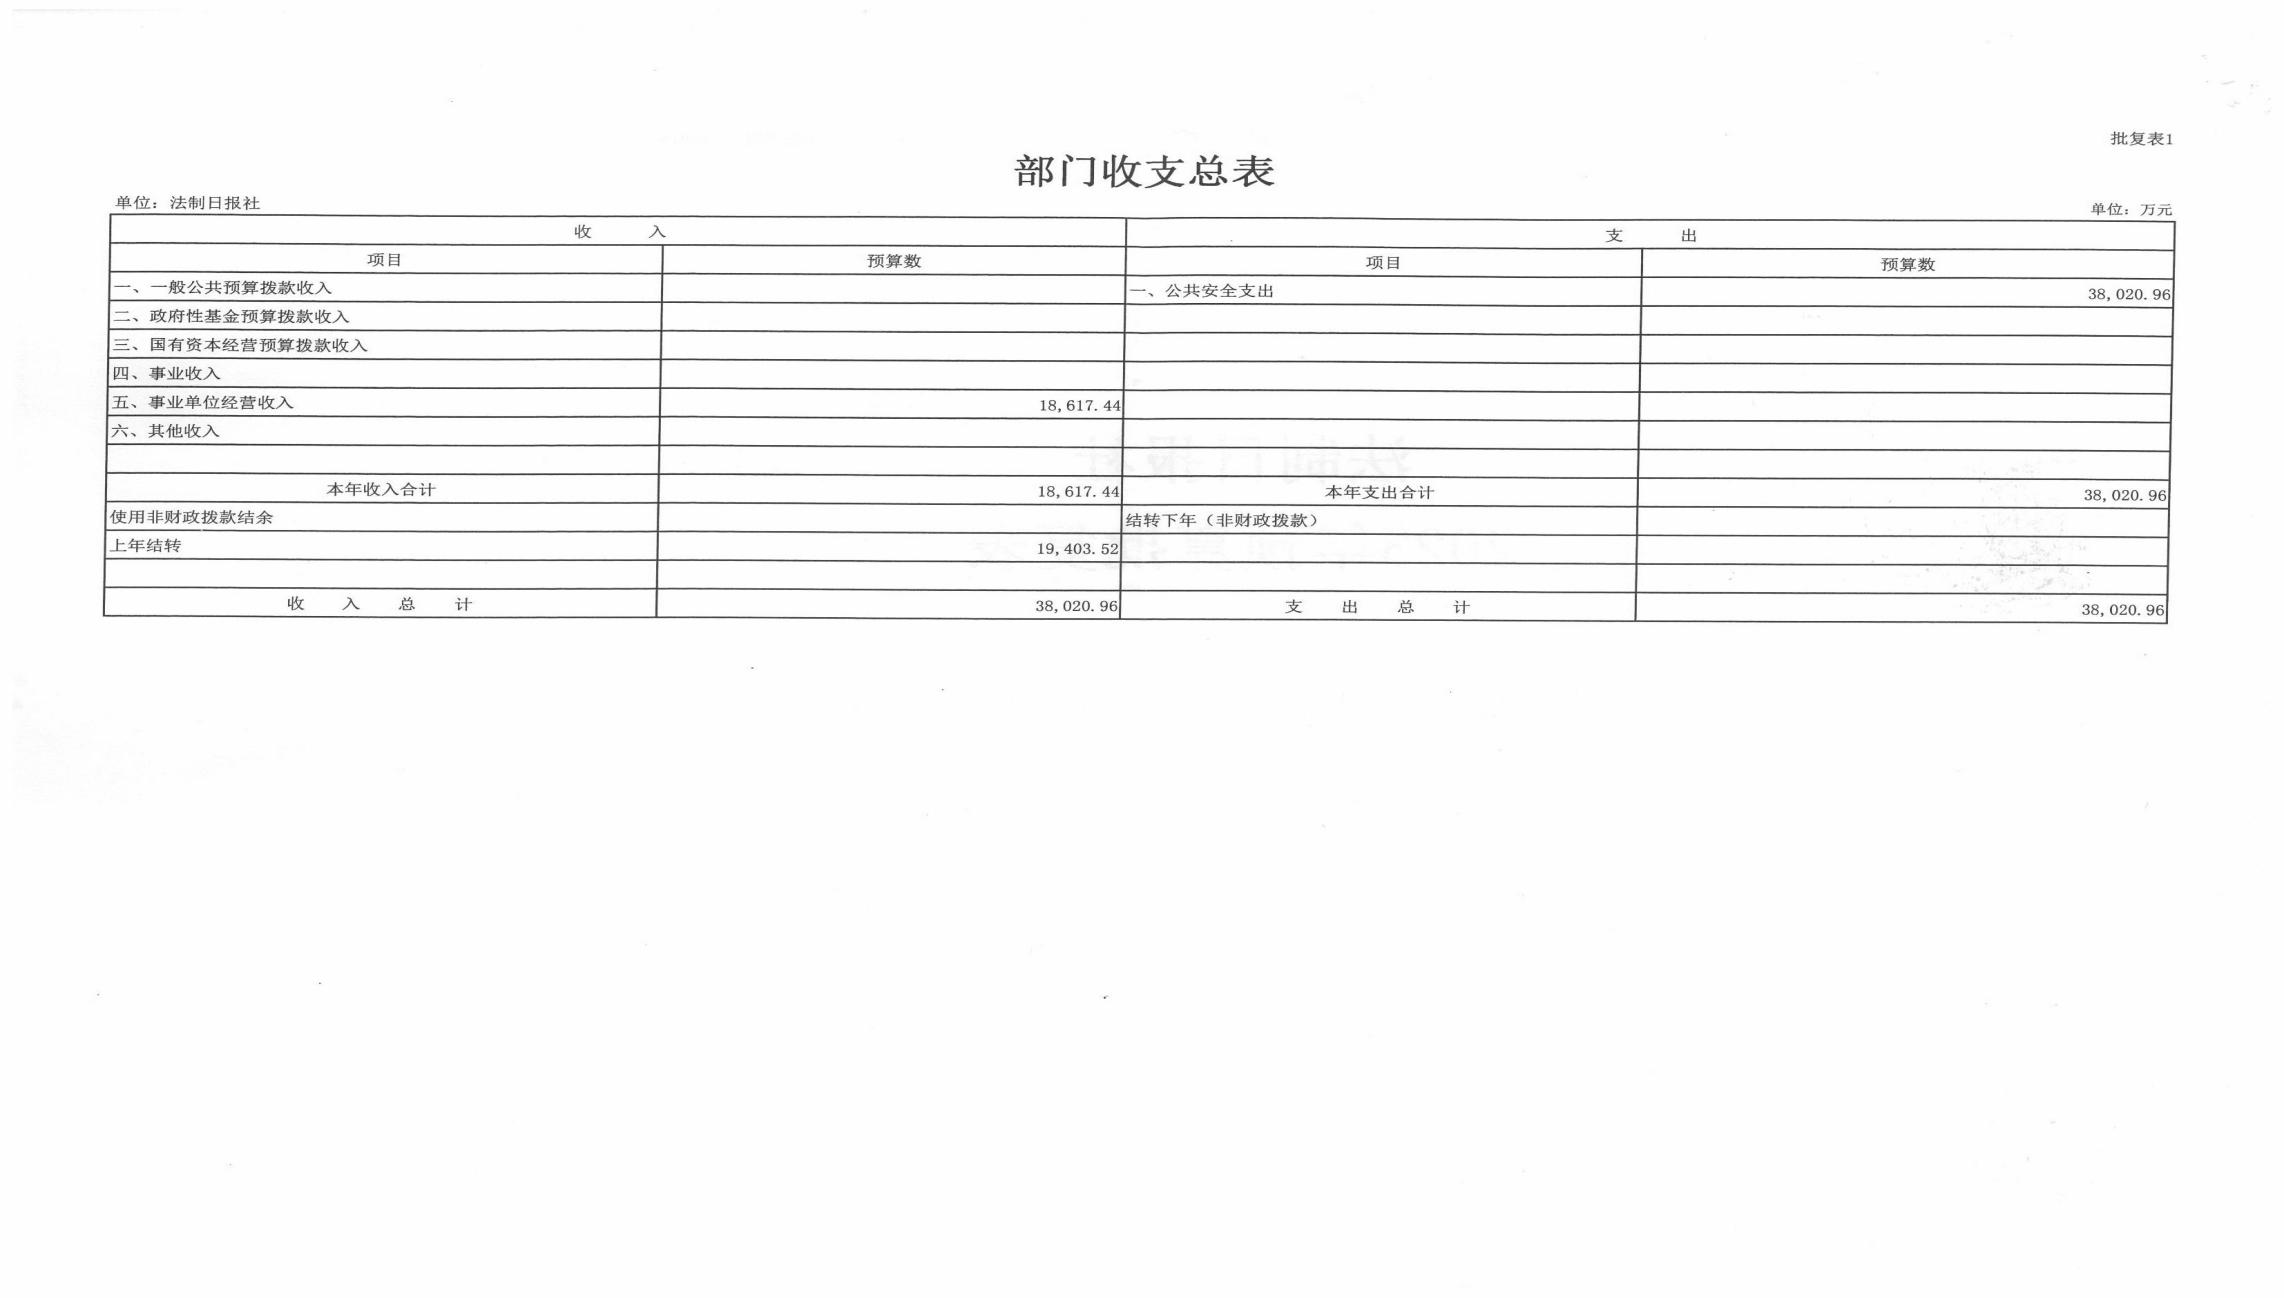 批复表1
部门收支总表
单位：法制日报社 单位：万元
收 入 支 出
项目 预算数 项目 预算数
一、一般公共预算拨款收入 一、公共安全支出 38,020.96
二、政府性基金预算拨款收入
三、国有资本经营预算拨款收入
四、事业收入
五、事业单位经营收入 18,617.44
六、其他收入
本年收入合计 18,617.44 本年支出合计 38,020.96
使用非财政拨款结余 结转下年（非财政拨款）
上年结转 19,403.52
收 入 总 计 38,020.96 支 出 总 计 38,020.96